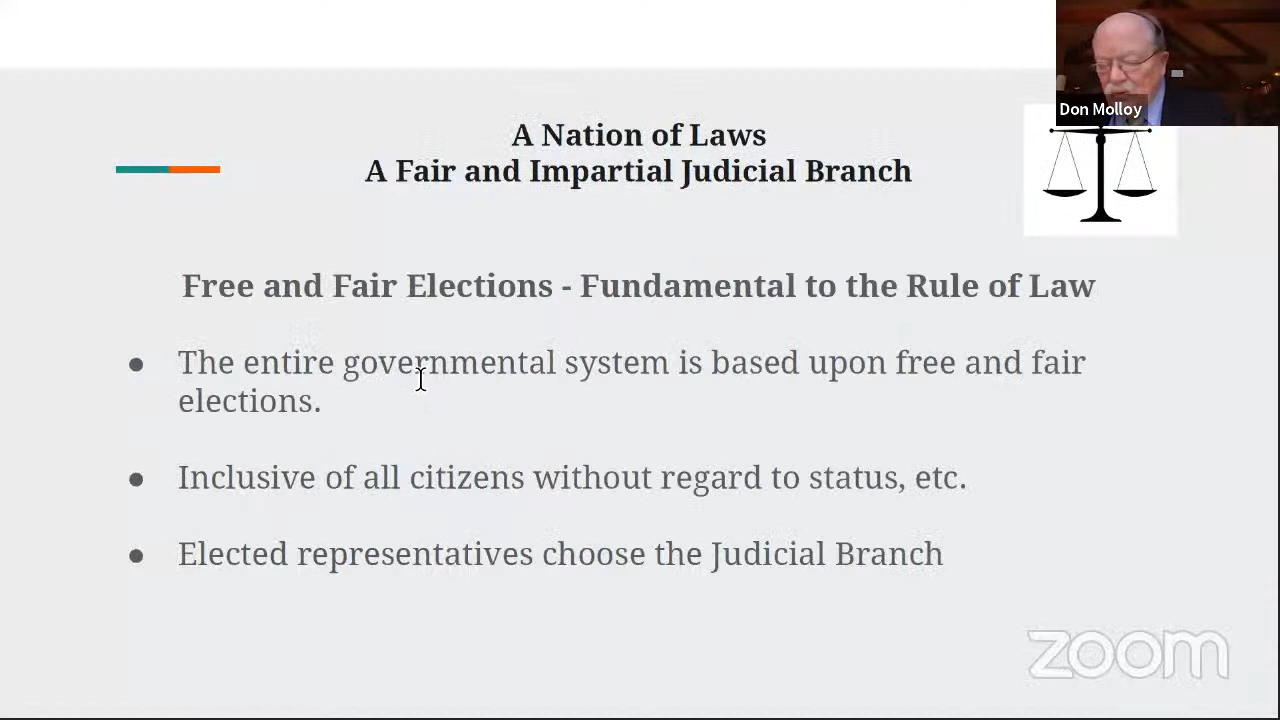 Don Molloy
A Nation of Laws
A Fair and Impartial Judicial Branch
Free and Fair Elections - Fundamental to the Rule of Law
● The entire governmental system is based upon free and fair
elections.
● Inclusive of all citizens without regard to status, etc.
● Elected representatives choose the Judicial Branch
zoom